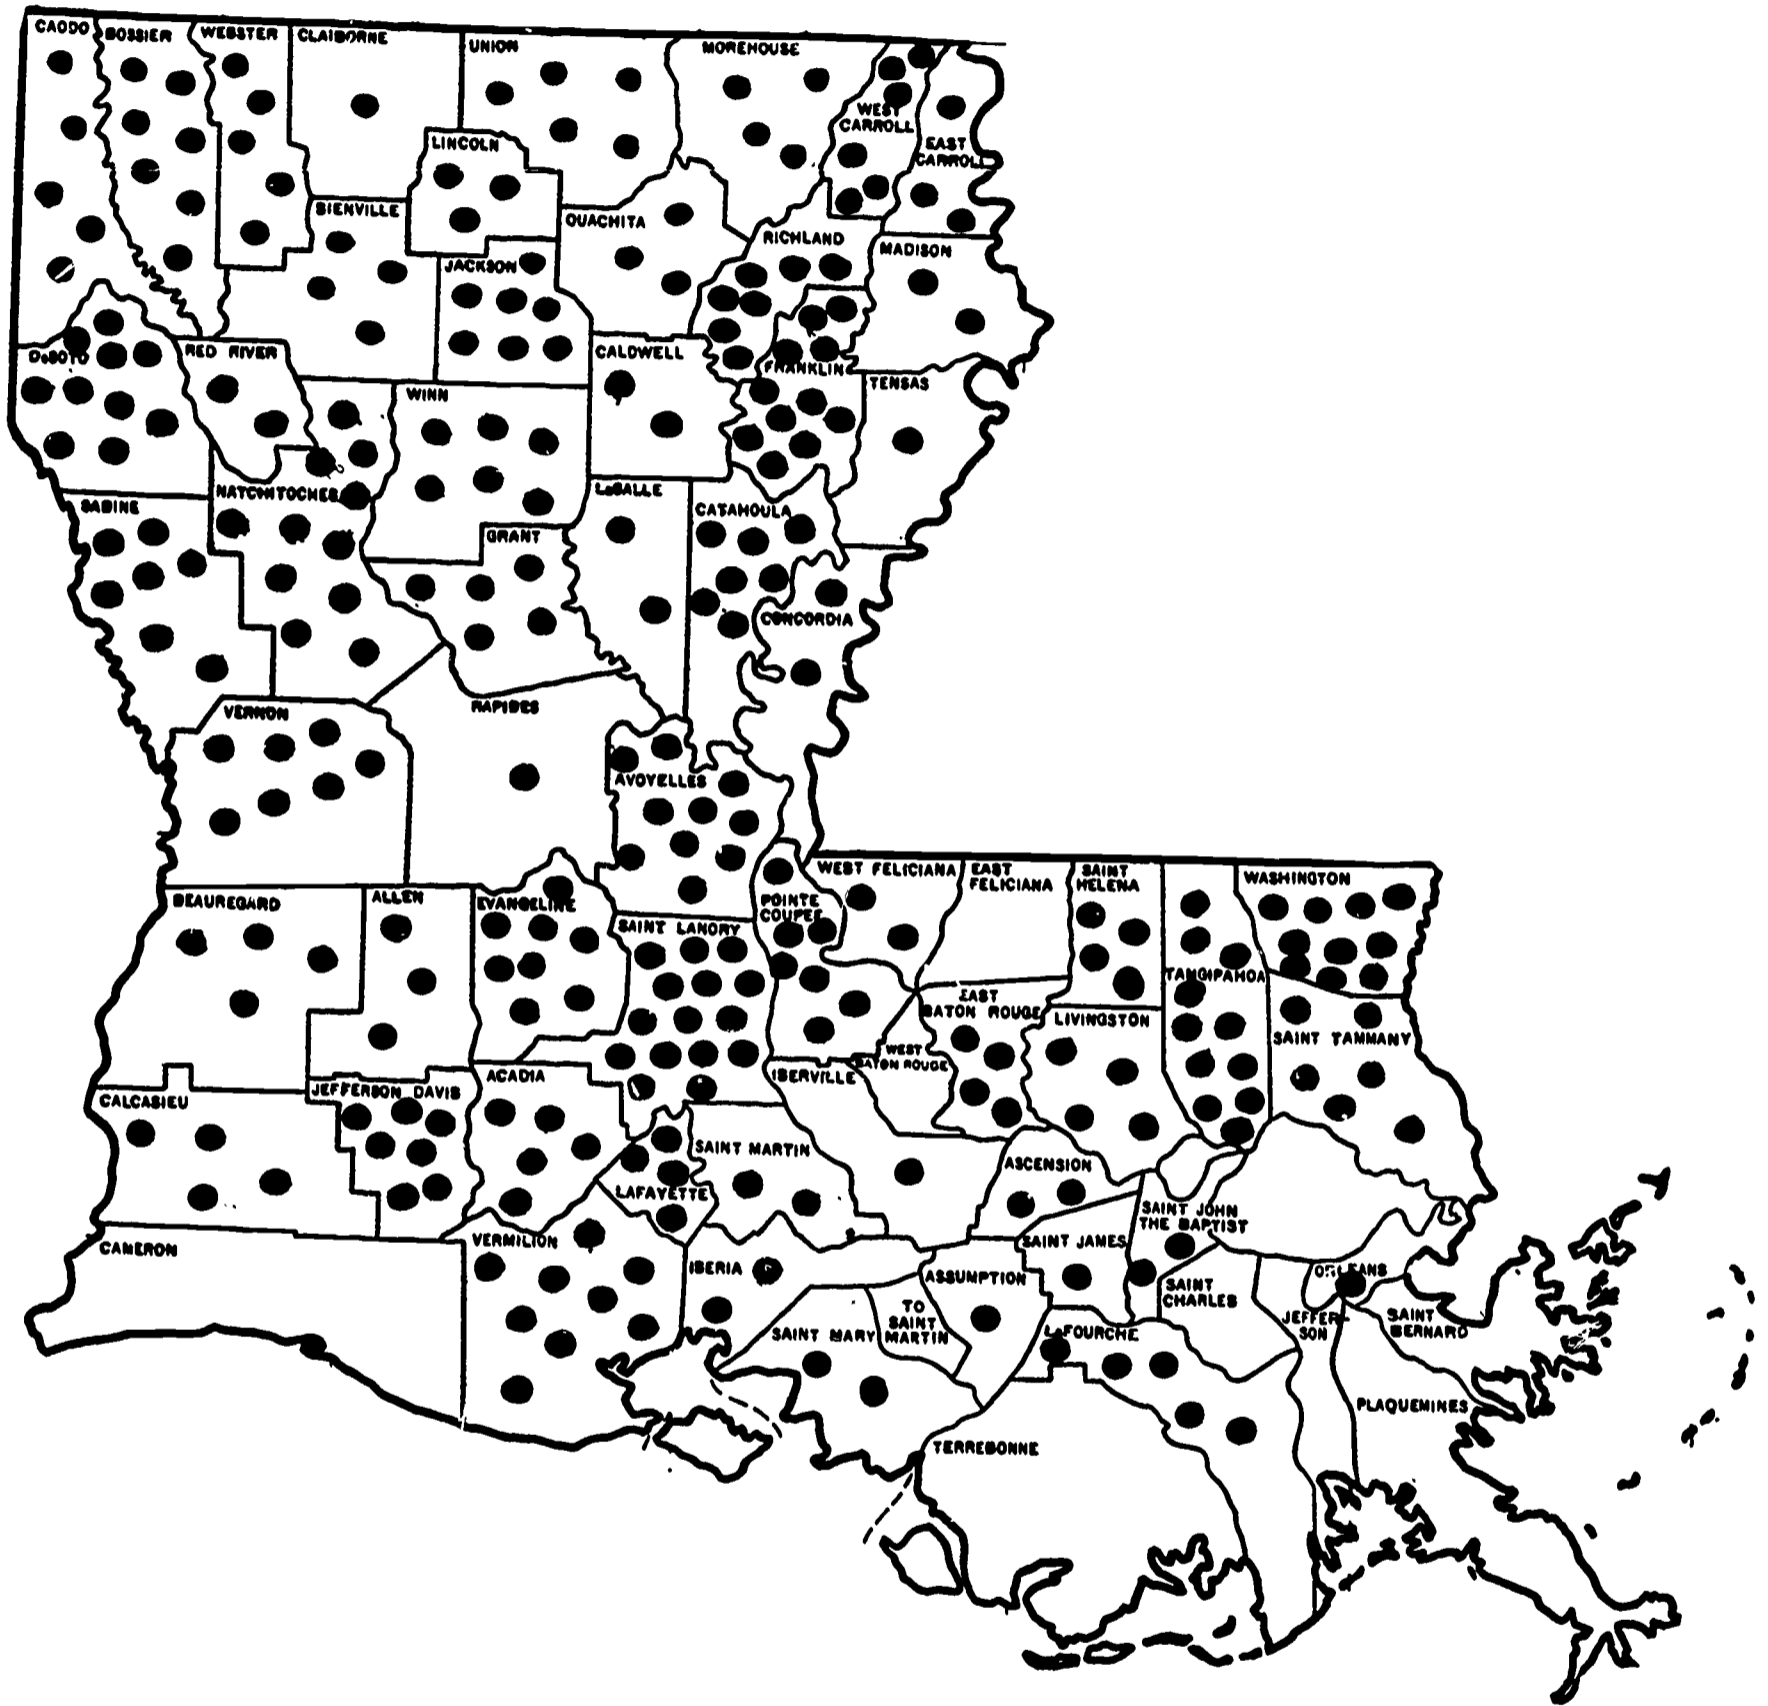 CADDO
BOSSIER
WEBSTER
CLAIBORNE
UNION
MOREHOUSE
WEST
CARROLL
EAST
CARROLL
LINCOLN
BIENVILLE
OUACHITA
RICHLAND
MADISON
JACKSON
DeSOTO
RED RIVER
CALDWELL
FRANKLIN
TENSAS
WINN
NATCHITOCHES
SABINE
LaSALLE
CATAHOULA
GRANT
CONCORDIA
VERNON
RAPIDES
AVOYELLES
WEST FELICIANA
EAST
FELICIANA
SAINT
HELENA
WASHINGTON
BEAUREGARD
ALLEN
EVANGELINE
POINTE
COUPEE
SAINT LANDRY
TANGIPAHOA
EAST
BATON ROUGE
LIVINGSTON
SAINT TAMMANY
WEST
BATON ROUGE
IBERVILLE
ACADIA
JEFFERSON DAVIS
CALCASIEU
SAINT MARTIN
ASCENSION
LAFAYETTE
SAINT JOHN
THE BAPTIST
CAMERON
VERMILION
SAINT JAMES
IBERIA
ASSUMPTION
ORLEANS
SAINT
CHARLES
TO
SAINT
MARTIN
JEFFER-
SON
SAINT
BERNARD
SAINT MARY
LaFOURCHE
PLAQUEMINES
TERREBONNE